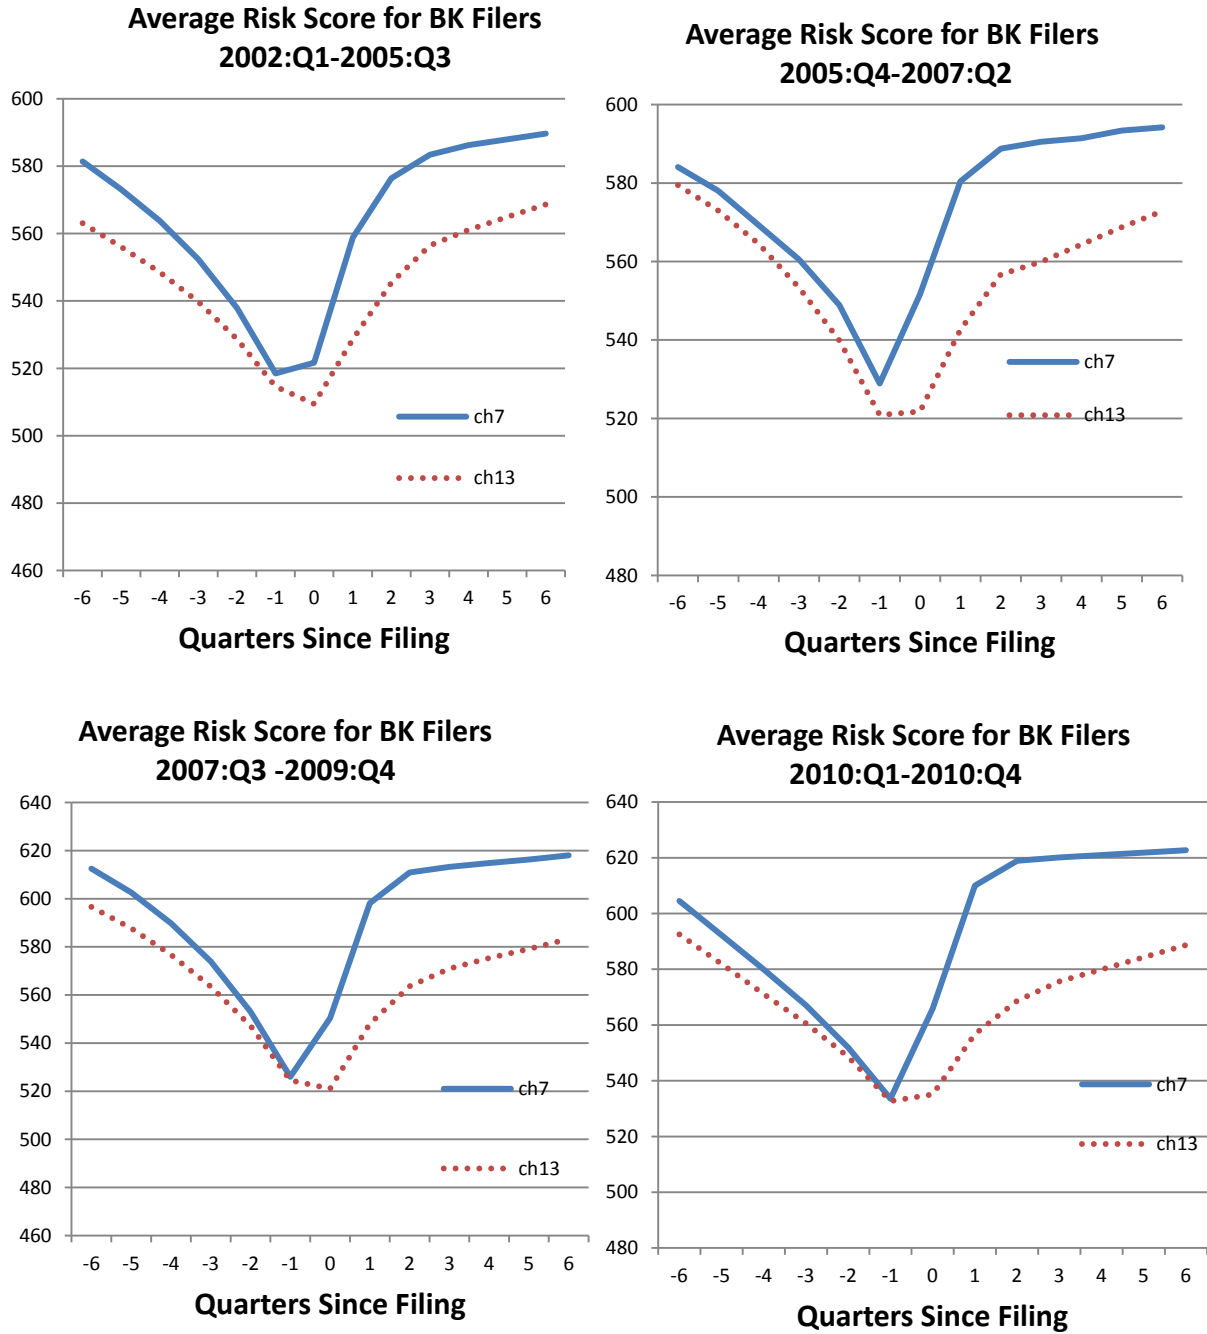 Average Risk Score for BK Filers
2002:Q1-2005:Q3
600
580
560
540
520
500
480
460
ch7
ch13
-6 -5 -4 -3 -2 -1 0 1 2 3 4 5 6
Quarters Since Filing
Average Risk Score for BK Filers
2005:Q4-2007:Q2
600
580
560
540
520
500
480
ch7
ch13
-6 -5 -4 -3 -2 -1 0 1 2 3 4 5 6
Quarters Since Filing
Average Risk Score for BK Filers
2007:Q3 -2009:Q4
640
620
600
580
560
540
520
500
480
460
ch7
ch13
-6 -5 -4 -3 -2 -1 0 1 2 3 4 5 6
Quarters Since Filing
Average Risk Score for BK Filers
2010:Q1-2010:Q4
640
620
600
580
560
540
520
500
480
ch7
ch13
-6 -5 -4 -3 -2 -1 0 1 2 3 4 5 6
Quarters Since Filing